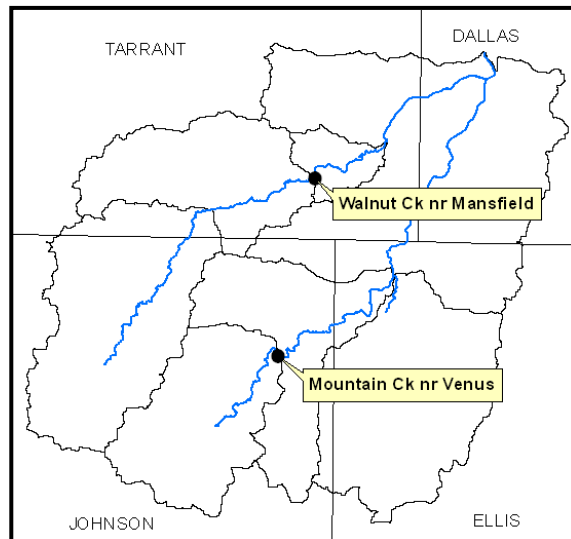 TARRANT
DALLAS
Walnut Ck nr Mansfield
Mountain Ck nr Venus
JOHNSON
ELLIS